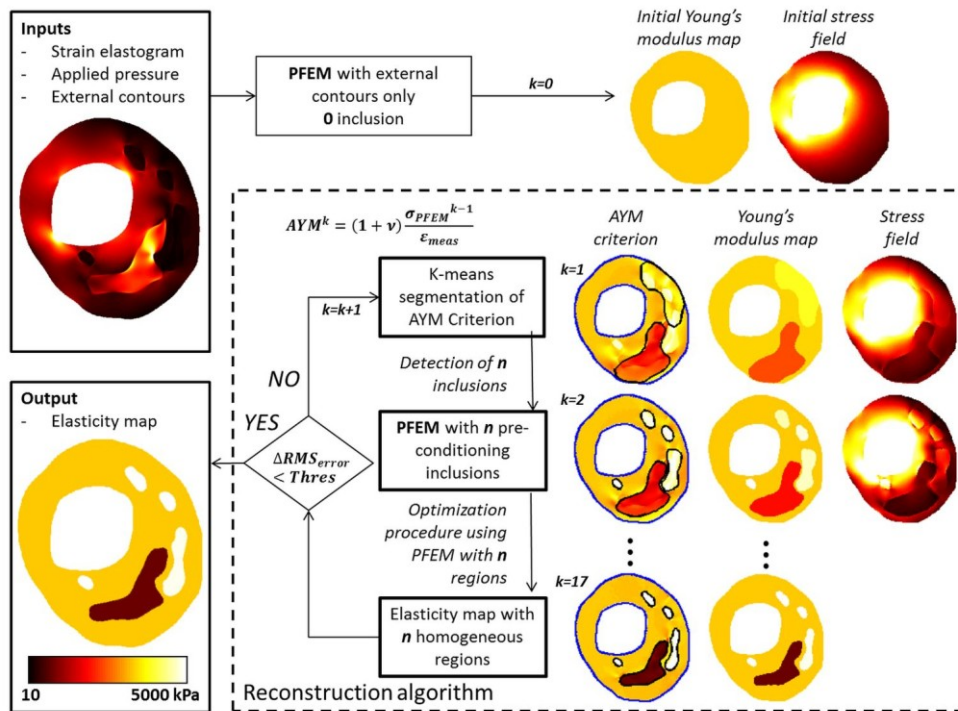 Inputs
- Strain elastogram
- Applied pressure
- External contours
PFEM with external
contours only
0 inclusion
k=0
Initial Young's
modulus map
Initial stress
field
AYM^k = (1 + ν) σ_PFEM^{k-1} / ε_meas
AYM
criterion
Young's
modulus map
Stress
field
K-means
segmentation of
AYM Criterion
k=k+1
k=1
Detection of n
inclusions
NO
YES
ΔRMS_error
< Thres
PFEM with n pre-
conditioning
inclusions
k=2
Optimization
procedure using
PFEM with n
regions
Elasticity map with
n homogeneous
regions
k=17
Reconstruction algorithm
Output
- Elasticity map
10
5000 kPa